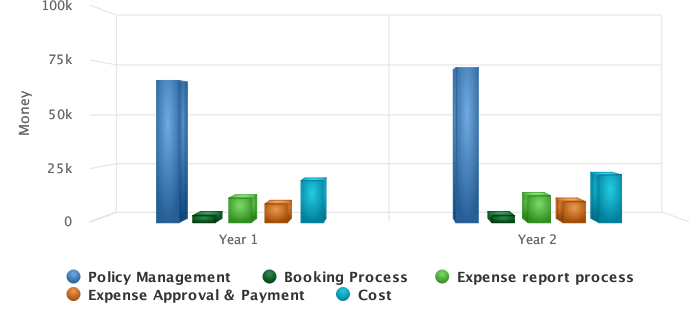 100k
75k
50k
25k
0
Money
Year 1
Year 2
Policy Management
Booking Process
Expense report process
Expense Approval & Payment
Cost